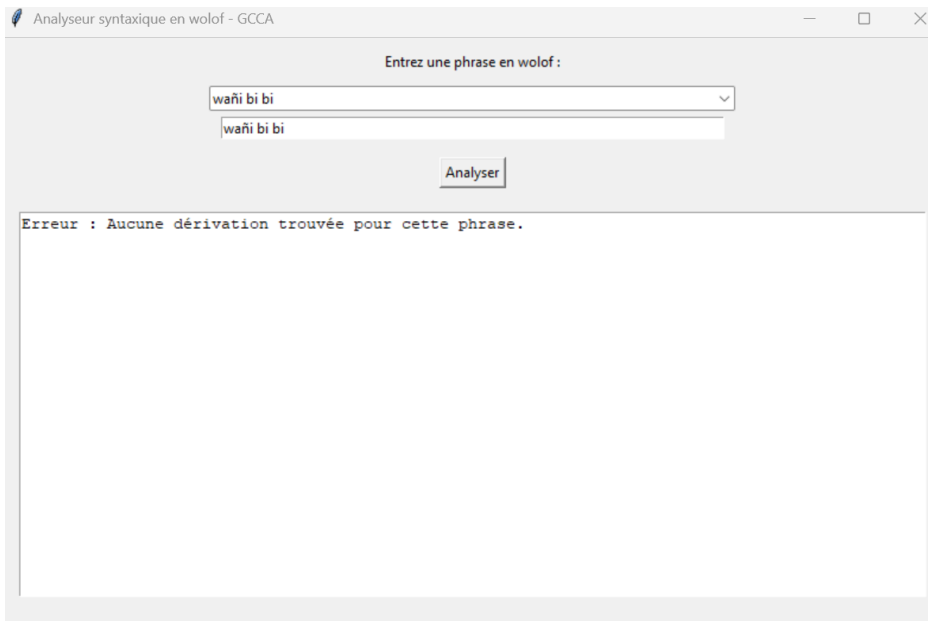 Analyseur syntaxique en wolof - GCCA
Entrez une phrase en wolof :
wañi bi bi
wañi bi bi
Analyser
Erreur : Aucune dérivation trouvée pour cette phrase.